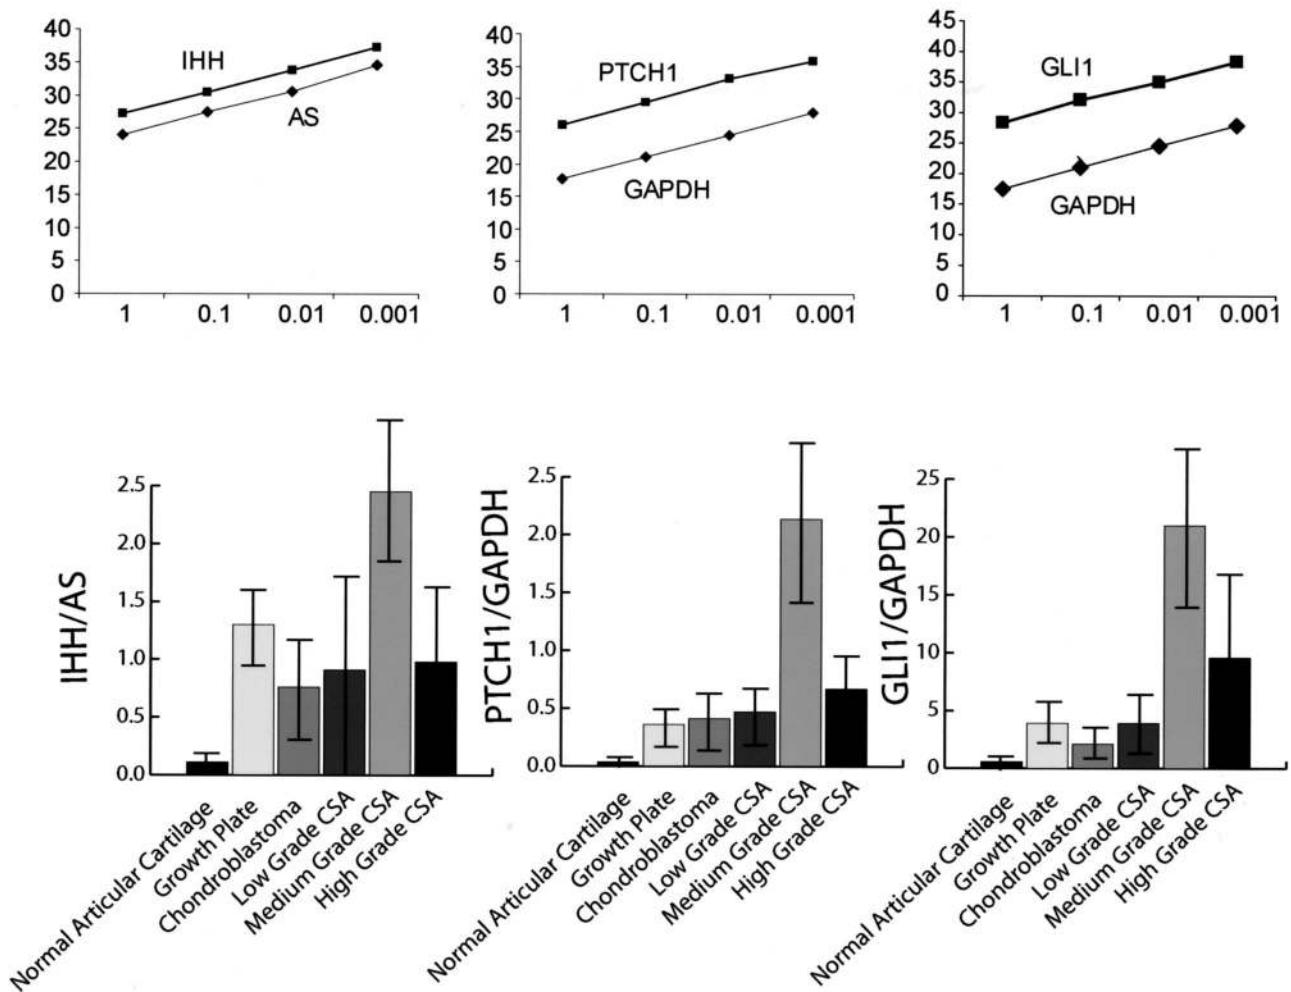 40
35
30
25
20
15
10
5
0
IHH
AS
1 0.1 0.01 0.001
40
35
30
25
20
15
10
5
0
PTCH1
GAPDH
1 0.1 0.01 0.001
45
40
35
30
25
20
15
10
5
0
GLI1
GAPDH
1 0.1 0.01 0.001
IHH/AS
2.5
2.0
1.5
1.0
0.5
0.0
Normal Articular Cartilage
Growth Plate
Chondroblastoma
Low Grade CSA
Medium Grade CSA
High Grade CSA
PTCH1/GAPDH
2.5
2.0
1.5
1.0
0.5
0.0
Normal Articular Cartilage
Growth Plate
Chondroblastoma
Low Grade CSA
Medium Grade CSA
High Grade CSA
GLI1/GAPDH
25
20
15
10
5
0
Normal Articular Cartilage
Growth Plate
Chondroblastoma
Low Grade CSA
Medium Grade CSA
High Grade CSA